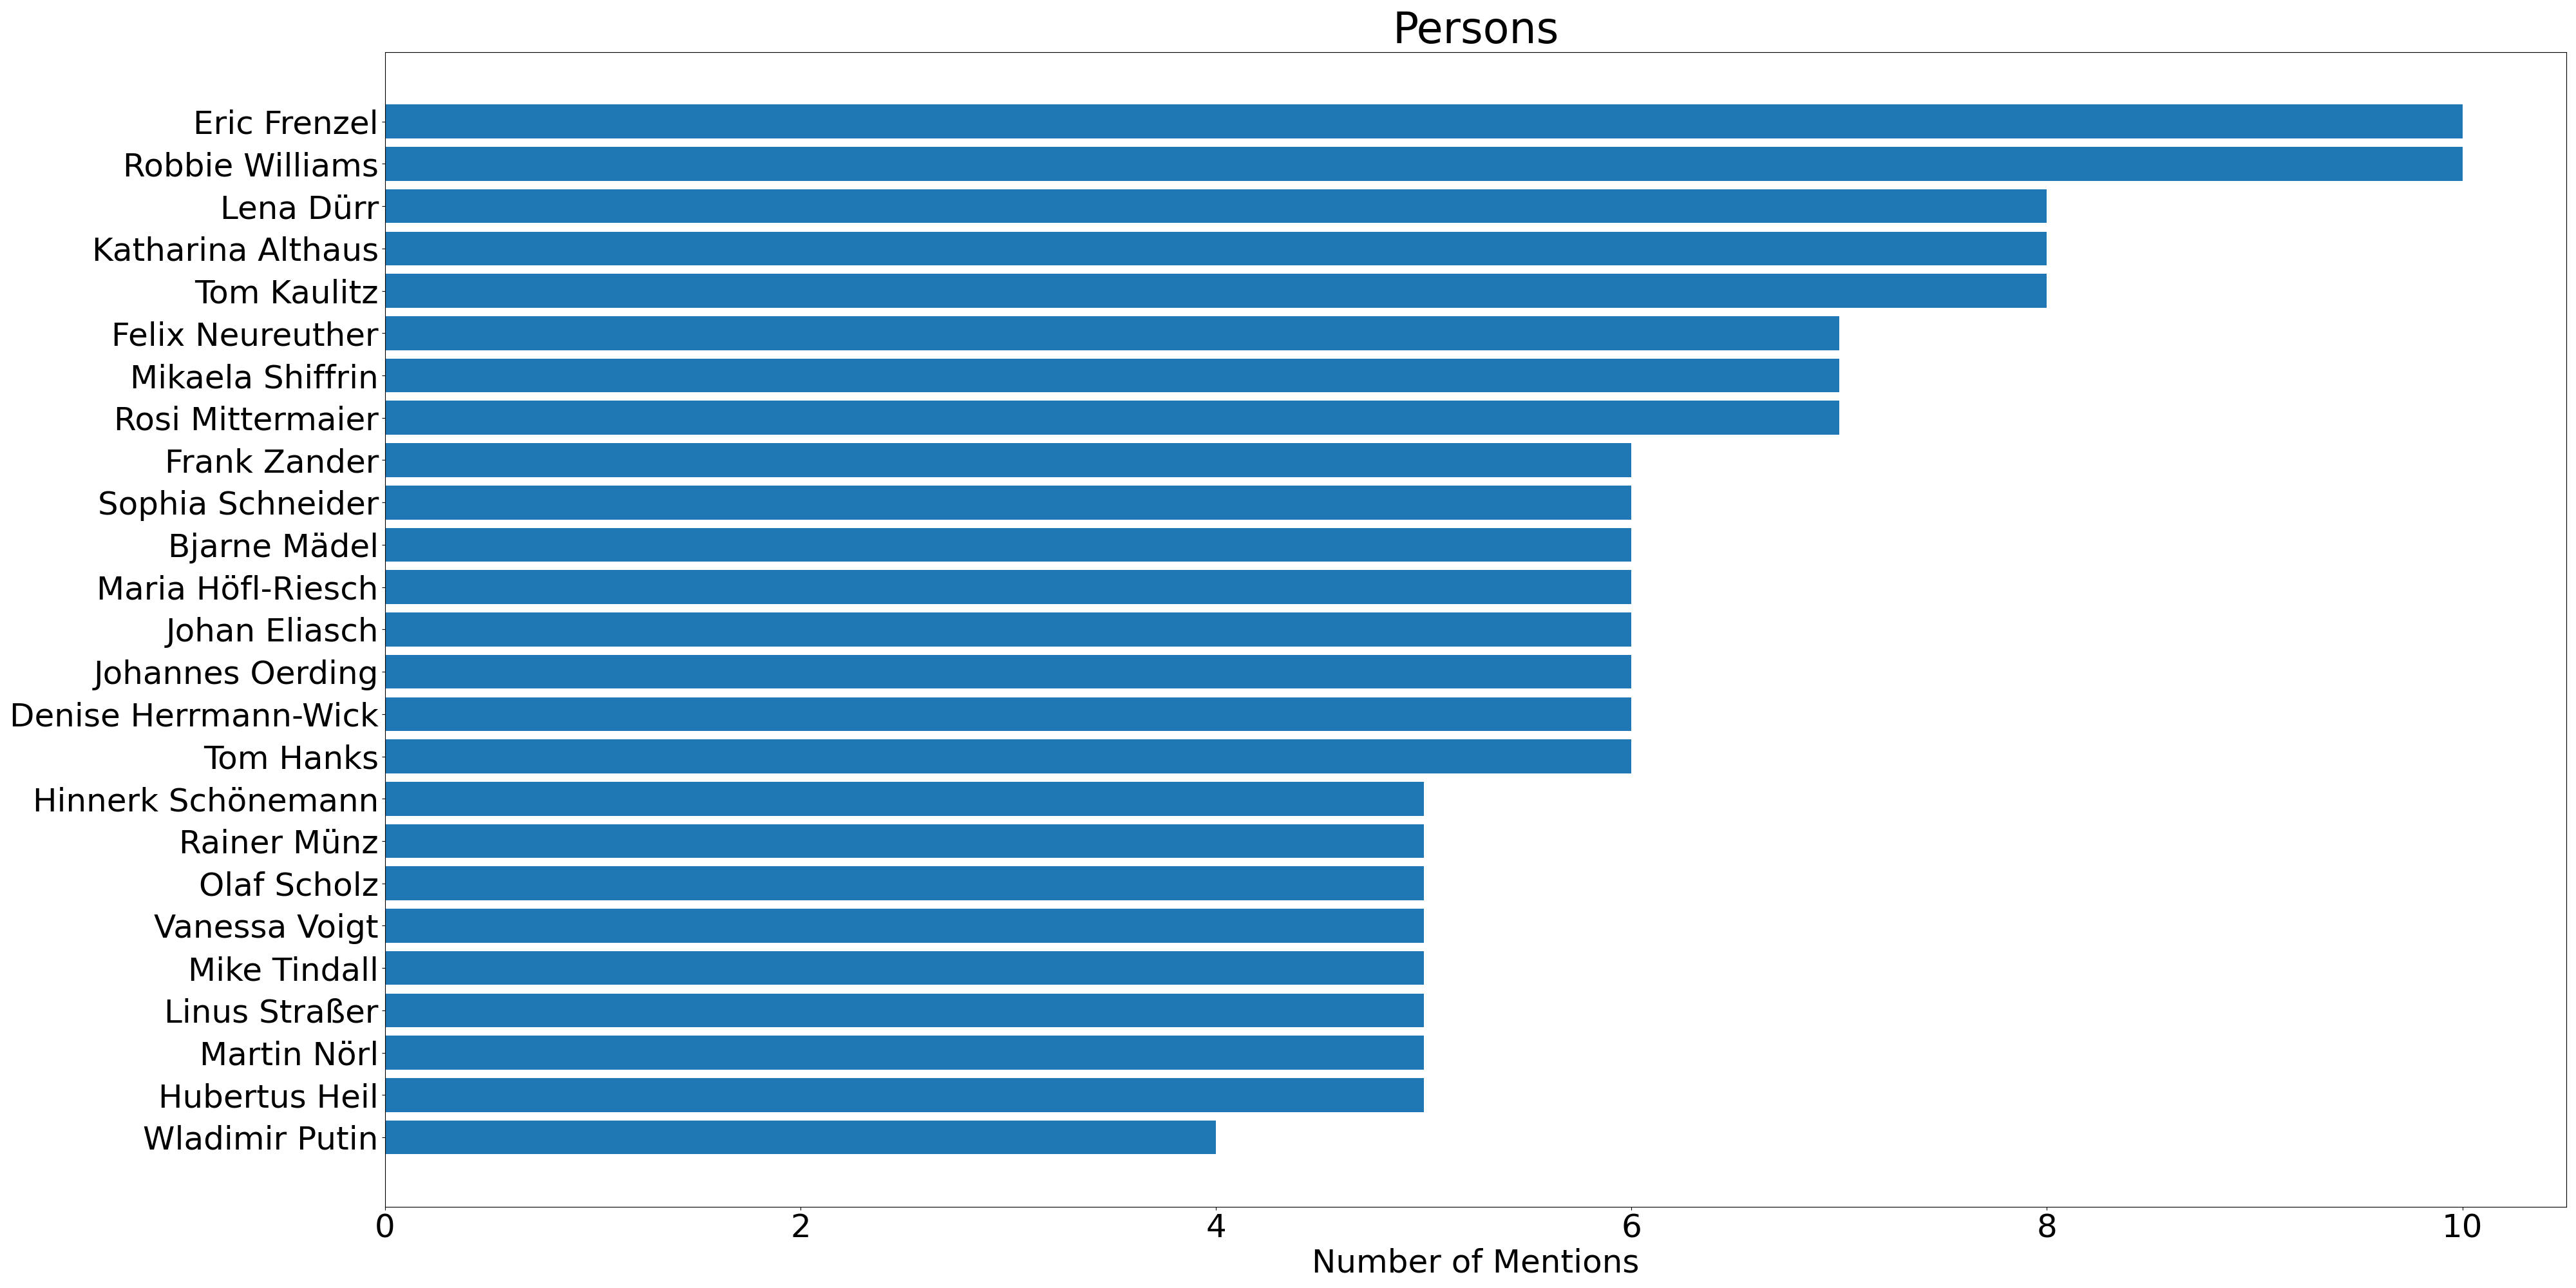 Persons
Eric Frenzel
Robbie Williams
Lena Dürr
Katharina Althaus
Tom Kaulitz
Felix Neureuther
Mikaela Shiffrin
Rosi Mittermaier
Frank Zander
Sophia Schneider
Bjarne Mädel
Maria Höfl-Riesch
Johan Eliasch
Johannes Oerding
Denise Herrmann-Wick
Tom Hanks
Hinnerk Schönemann
Rainer Münz
Olaf Scholz
Vanessa Voigt
Mike Tindall
Linus Straßer
Martin Nörl
Hubertus Heil
Wladimir Putin
0 2 4 6 8 10
Number of Mentions